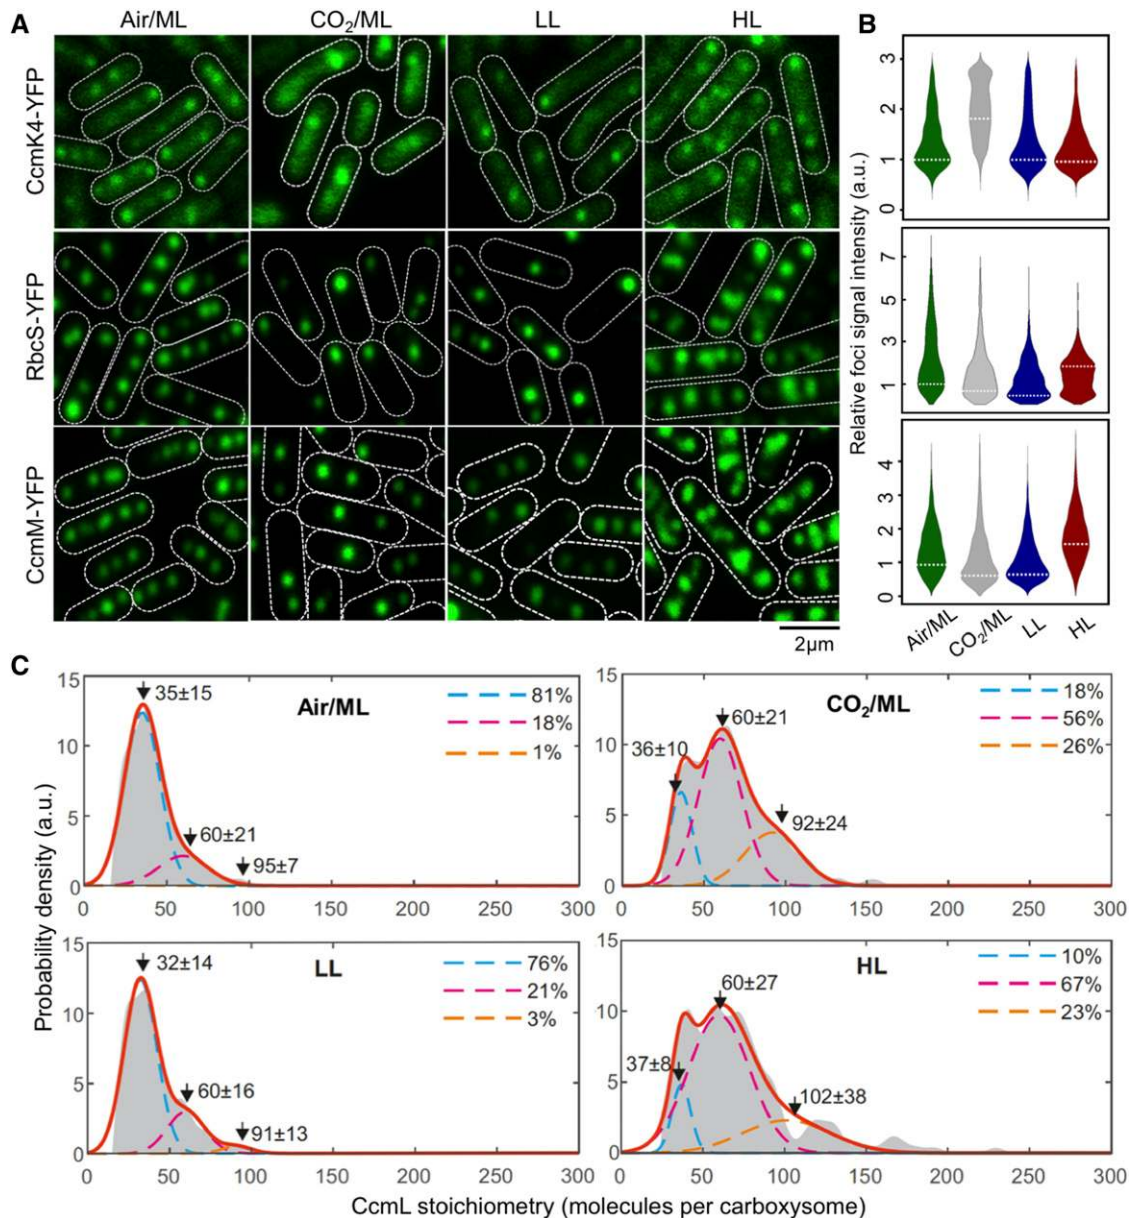 A
Air/ML CO₂/ML LL HL
B
CcmK4-YFP
RbcS-YFP
CcmM-YFP
2μm
Relative foci signal intensity (a.u.)
3
2
1
0
7
5
3
1
4
3
2
1
0
Air/ML CO₂/ML LL HL
C
Probability density (a.u.)
15
10
5
0
35±15
60±21
95±7
Air/ML
81%
18%
1%
0 50 100 150 200 250 300
15
10
5
0
36±10
60±21
92±24
CO₂/ML
18%
56%
26%
0 50 100 150 200 250 300
15
10
5
0
32±14
60±16
91±13
LL
76%
21%
3%
0 50 100 150 200 250 300
15
10
5
0
37±8
60±27
102±38
HL
10%
67%
23%
0 50 100 150 200 250 300
CcmL stoichiometry (molecules per carboxysome)